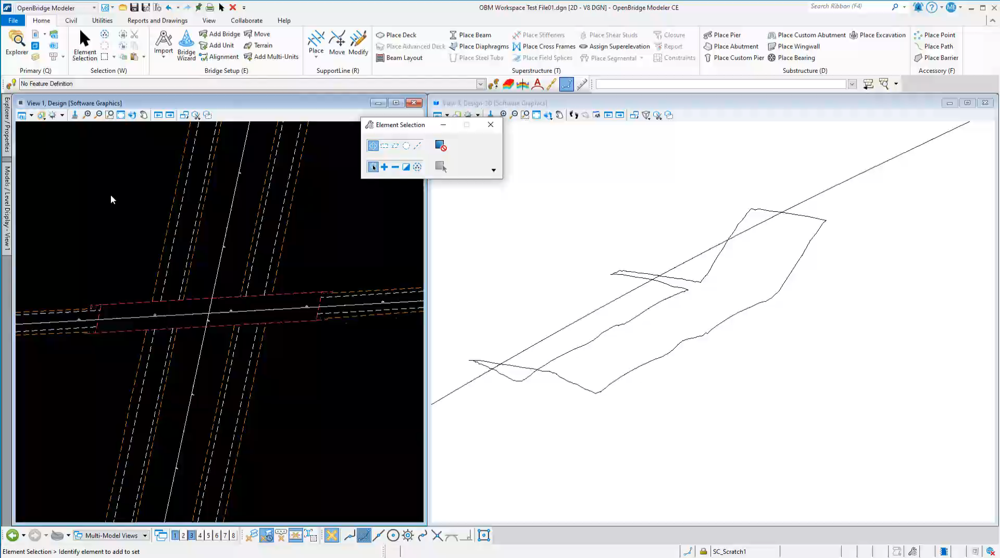 OpenBridge Modeler
OBM Workspace Test File01.dgn [2D - V8 DGN] - OpenBridge Modeler CE
Search Ribbon (F4)
ME
File Home Civil Utilities Reports and Drawings View Collaborate Help
Explorer
Element Selection
Import
Bridge Wizard
Add Bridge
Add Unit
Alignment
Move
Terrain
Add Multi-Units
Place
Move
Modify
Place Deck
Place Advanced Deck
Beam Layout
Place Beam
Place Diaphragms
Place Steel Tubs
Place Stiffeners
Place Cross Frames
Place Field Splices
Place Shear Studs
Assign Superelevation
Place Segmental
Closure
Report
Constraints
Place Pier
Place Abutment
Place Custom Pier
Place Custom Abutment
Place Wingwall
Place Bearing
Place Excavation
Place Point
Place Path
Place Barrier
Primary (Q) Selection (W) Bridge Setup (E) SupportLine (R) Superstructure (T) Substructure (D) Accessory (F)
No Feature Definition
Explorer / Properties
Models / Level Display - View 1
View 1, Design [Software Graphics]
View 3, Design-3D [Software Graphics]
Element Selection
Multi-Model Views
1 2 3 4 5 6 7 8
Element Selection > Identify element to add to set
SC_Scratch1